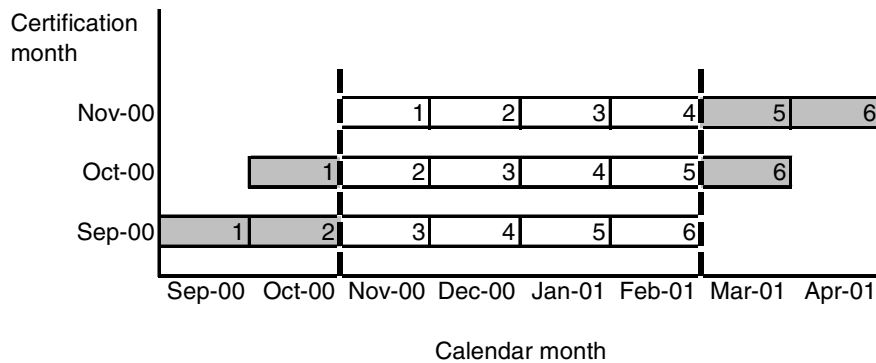 Certification
month
Nov-00 1 2 3 4 5 6
Oct-00 1 2 3 4 5 6
Sep-00 1 2 3 4 5 6
Sep-00 Oct-00 Nov-00 Dec-00 Jan-01 Feb-01 Mar-01 Apr-01
Calendar month